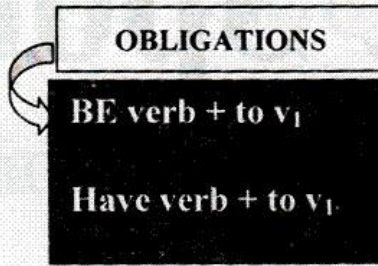 OBLIGATIONS
BE verb + to v₁
Have verb + to v₁.